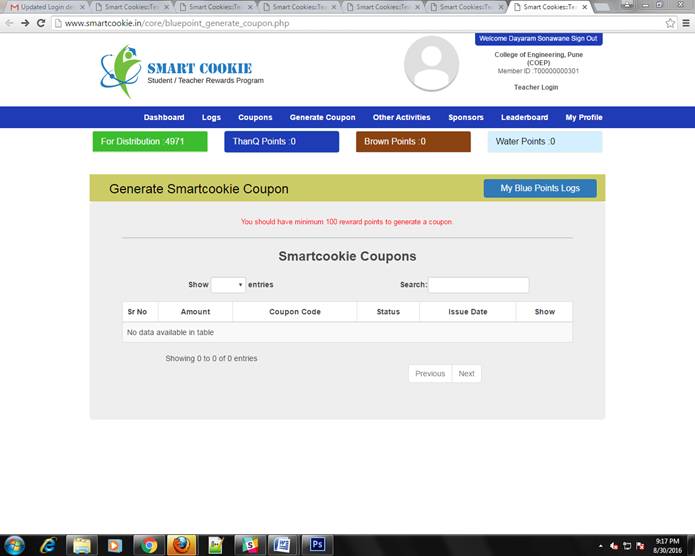 Updated Login de
Smart Cookies::Te
Smart Cookies::Te
Smart Cookies::Te
Smart Cookies::Te
Smart Cookies::Te
Smart Cookies::Te
www.smartcookie.in/core/bluepoint_generate_coupon.php
Welcome Dayaram Sonawane Sign Out
SMART COOKIE
Student / Teacher Rewards Program
College of Engineering, Pune
(COEP)
Member ID :T00000000301
Teacher Login
Dashboard Logs Coupons Generate Coupon Other Activities Sponsors Leaderboard My Profile
For Distribution :4971 ThanQ Points :0 Brown Points :0 Water Points :0
Generate Smartcookie Coupon My Blue Points Logs
You should have minimum 100 rewrard points to generate a coupon.
Smartcookie Coupons
Show entries Search:
Sr No Amount Coupon Code Status Issue Date Show
No data available in table
Showing 0 to 0 of 0 entries
Previous Next
W Ps
9:17 PM
8/30/2016